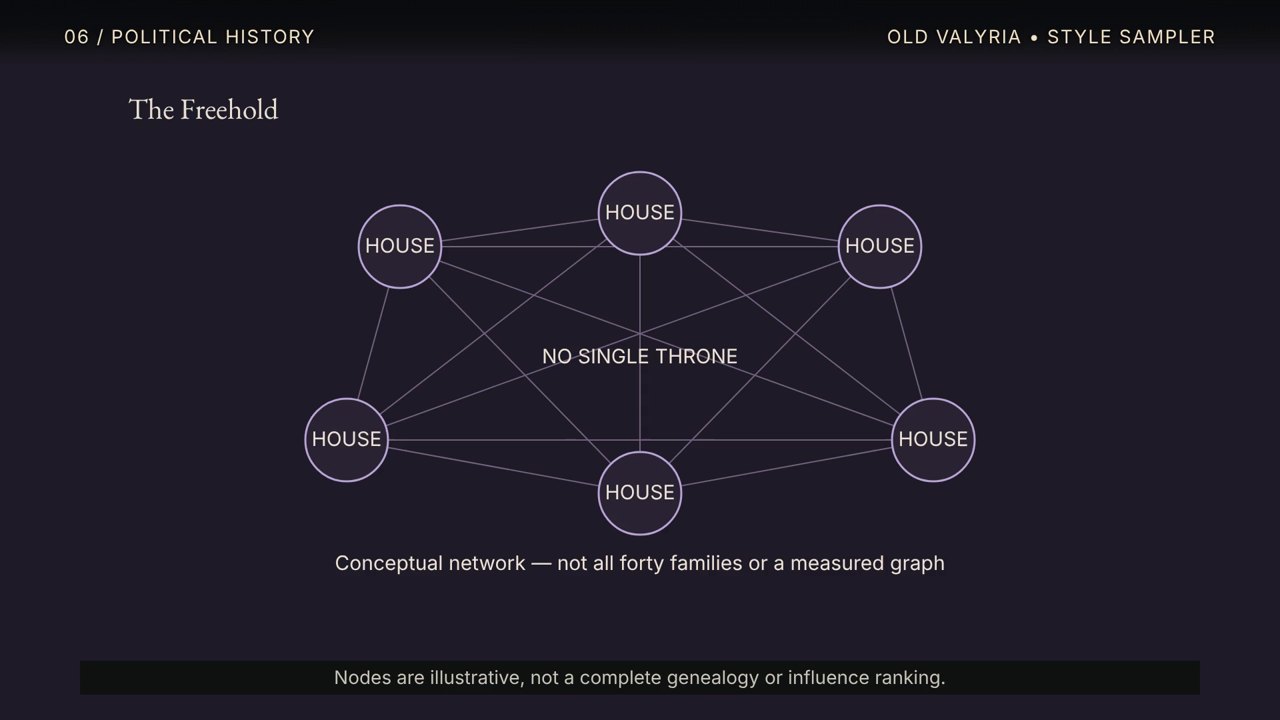 06 / POLITICAL HISTORY
OLD VALYRIA • STYLE SAMPLER
The Freehold
HOUSE
HOUSE
HOUSE
NO SINGLE THRONE
HOUSE
HOUSE
HOUSE
Conceptual network — not all forty families or a measured graph
Nodes are illustrative, not a complete genealogy or influence ranking.